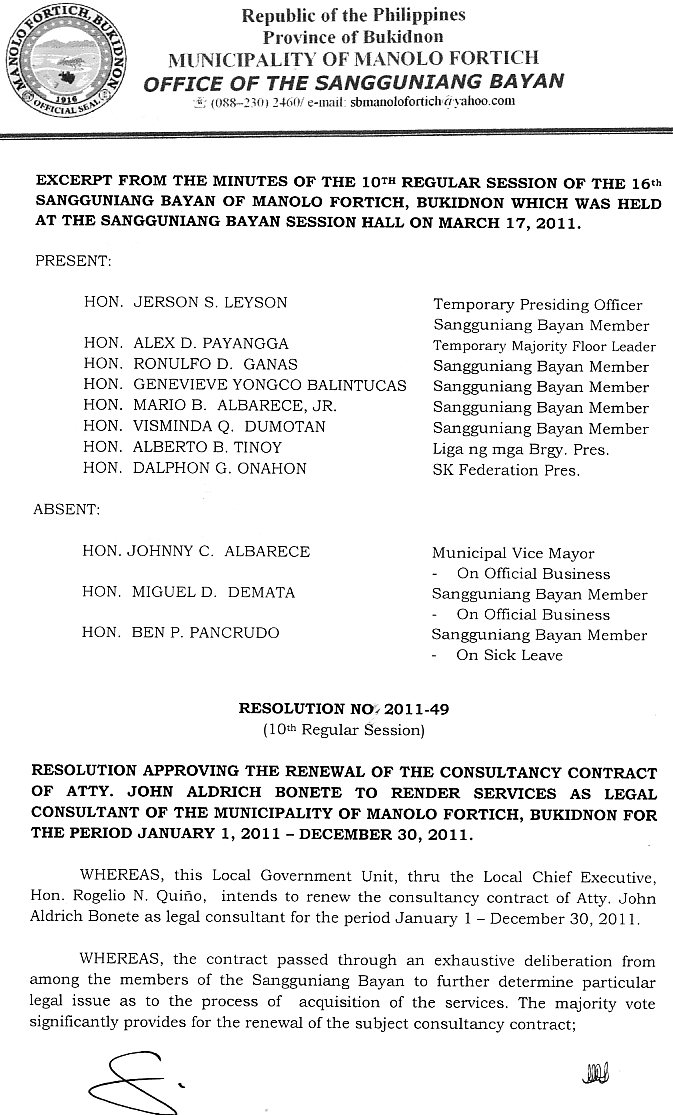 Republic of the Philippines
Province of Bukidnon
MUNICIPALITY OF MANOLO FORTICH
OFFICE OF THE SANGGUNIANG BAYAN
☏: (088–230) 2460/ e-mail: sbmanolofortich@yahoo.com
MANOLO FORTICH, BUKIDNON
1916
OFFICIAL SEAL
EXCERPT FROM THE MINUTES OF THE 10TH REGULAR SESSION OF THE 16th
SANGGUNIANG BAYAN OF MANOLO FORTICH, BUKIDNON WHICH WAS HELD
AT THE SANGGUNIANG BAYAN SESSION HALL ON MARCH 17, 2011.
PRESENT:
HON. JERSON S. LEYSON Temporary Presiding Officer
Sangguniang Bayan Member
HON. ALEX D. PAYANGGA Temporary Majority Floor Leader
HON. RONULFO D. GANAS Sangguniang Bayan Member
HON. GENEVIEVE YONGCO BALINTUCAS Sangguniang Bayan Member
HON. MARIO B. ALBARECE, JR. Sangguniang Bayan Member
HON. VISMINDA Q. DUMOTAN Sangguniang Bayan Member
HON. ALBERTO B. TINOY Liga ng mga Brgy. Pres.
HON. DALPHON G. ONAHON SK Federation Pres.
ABSENT:
HON. JOHNNY C. ALBARECE Municipal Vice Mayor
- On Official Business
HON. MIGUEL D. DEMATA Sangguniang Bayan Member
- On Official Business
HON. BEN P. PANCRUDO Sangguniang Bayan Member
- On Sick Leave
RESOLUTION NO. 2011-49
(10th Regular Session)
RESOLUTION APPROVING THE RENEWAL OF THE CONSULTANCY CONTRACT
OF ATTY. JOHN ALDRICH BONETE TO RENDER SERVICES AS LEGAL
CONSULTANT OF THE MUNICIPALITY OF MANOLO FORTICH, BUKIDNON FOR
THE PERIOD JANUARY 1, 2011 – DECEMBER 30, 2011.
WHEREAS, this Local Government Unit, thru the Local Chief Executive,
Hon. Rogelio N. Quiño, intends to renew the consultancy contract of Atty. John
Aldrich Bonete as legal consultant for the period January 1 – December 30, 2011.
WHEREAS, the contract passed through an exhaustive deliberation from
among the members of the Sangguniang Bayan to further determine particular
legal issue as to the process of acquisition of the services. The majority vote
significantly provides for the renewal of the subject consultancy contract;